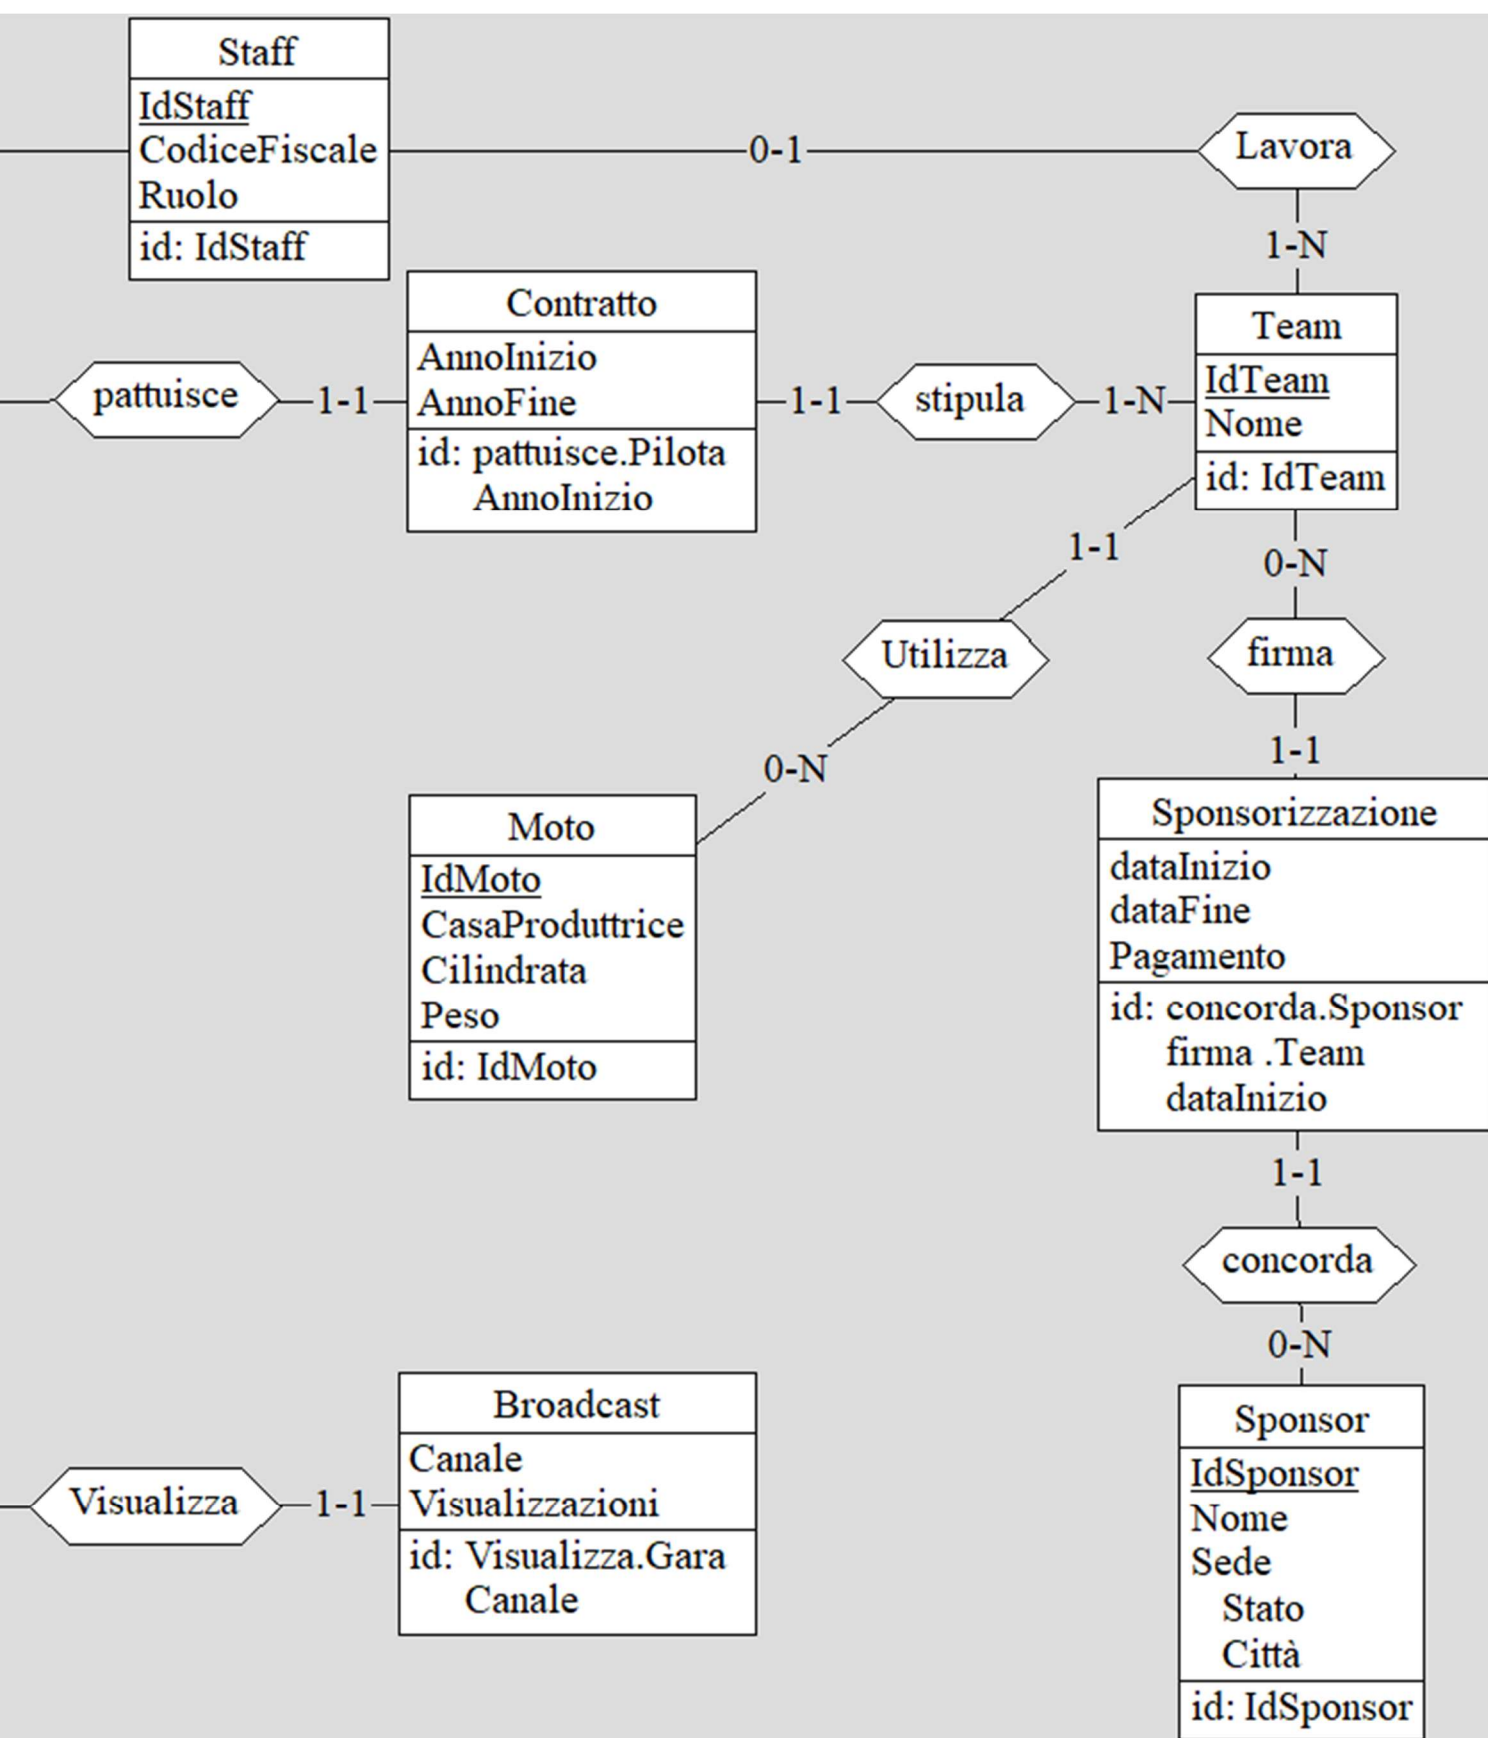 Staff
IdStaff
CodiceFiscale
Ruolo
id: IdStaff
0-1
Lavora
1-N
Contratto
AnnoInizio
AnnoFine
id: pattuisce.Pilota
AnnoInizio
pattuisce
1-1
1-1
stipula
1-N
Team
IdTeam
Nome
id: IdTeam
1-1
Utilizza
0-N
0-N
firma
1-1
Moto
IdMoto
CasaProduttrice
Cilindrata
Peso
id: IdMoto
Sponsorizzazione
dataInizio
dataFine
Pagamento
id: concorda.Sponsor
firma .Team
dataInizio
1-1
concorda
0-N
Visualizza
1-1
Broadcast
Canale
Visualizzazioni
id: Visualizza.Gara
Canale
Sponsor
IdSponsor
Nome
Sede
Stato
Città
id: IdSponsor